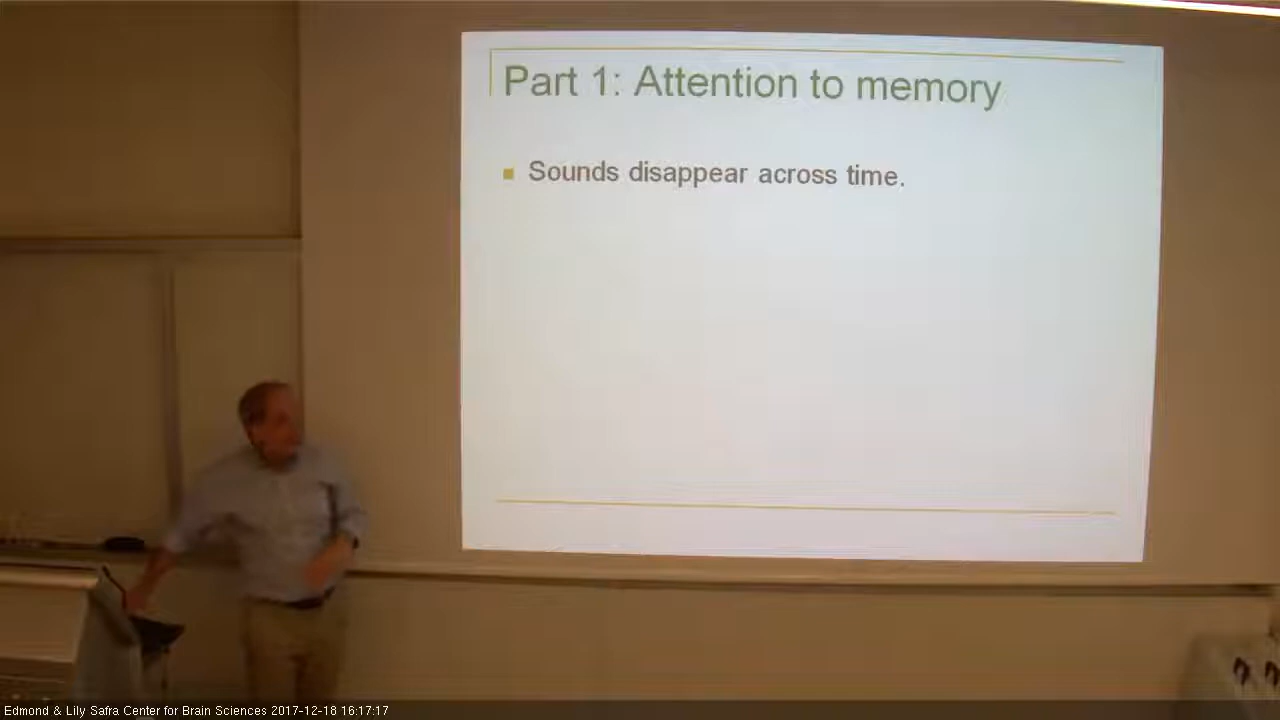 Part 1: Attention to memory
Sounds disappear across time.
Edmond & Lily Safra Center for Brain Sciences 2017-12-18 16:17:17